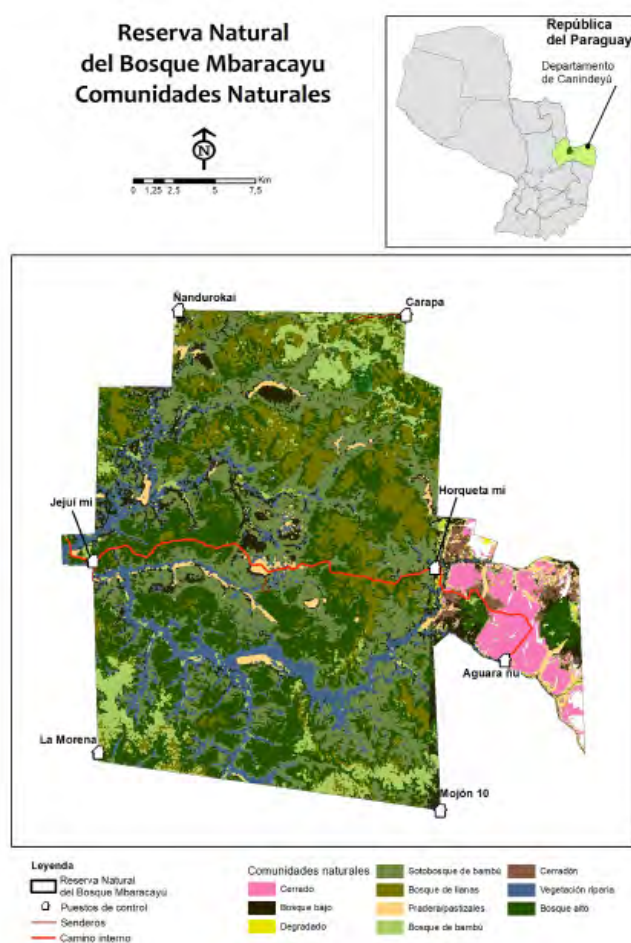 Reserva Natural
del Bosque Mbaracayu
Comunidades Naturales
N
Km
0 1,25 2,5 5 7,5
República
del Paraguay
Departamento
de Canindeyú
Ñandurokai
Carapa
Jejuí mi
Horqueta mí
Aguara ñu
La Morena
Mojón 10
Leyenda
Reserva Natural
del Bosque Mbaracayu
Puestos de control
Senderos
Camino interno
Comunidades naturales
Cerrado
Bosque bajo
Degradado
Sotobosque de bambú
Bosque de lianas
Pradera/pastizales
Bosque de bambú
Cerradón
Vegetación riparia
Bosque alto